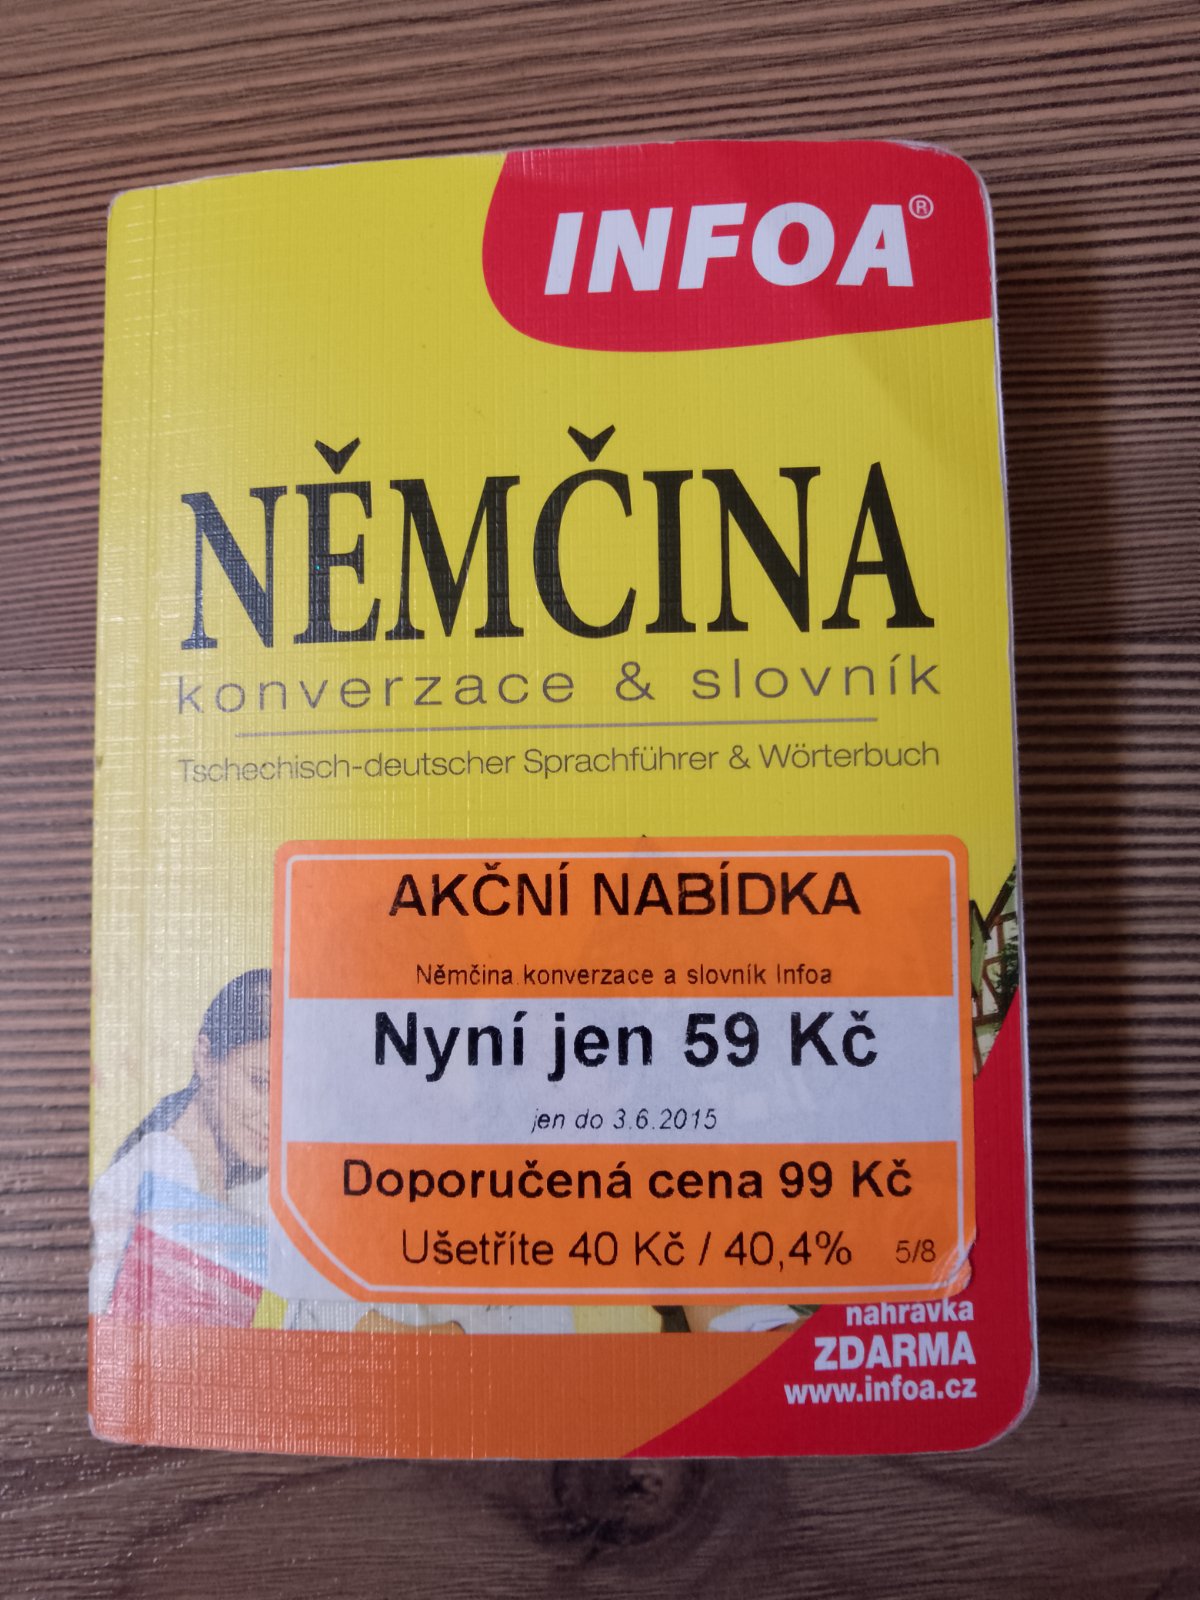 INFOA®
NĚMČINA
konverzace & slovník
Tschechisch-deutscher Sprachführer & Wörterbuch
AKČNÍ NABÍDKA
Němčina konverzace a slovník Infoa
Nyní jen 59 Kč
jen do 3.6.2015
Doporučená cena 99 Kč
Ušetříte 40 Kč / 40,4% 5/8
nahrávka
ZDARMA
www.infoa.cz